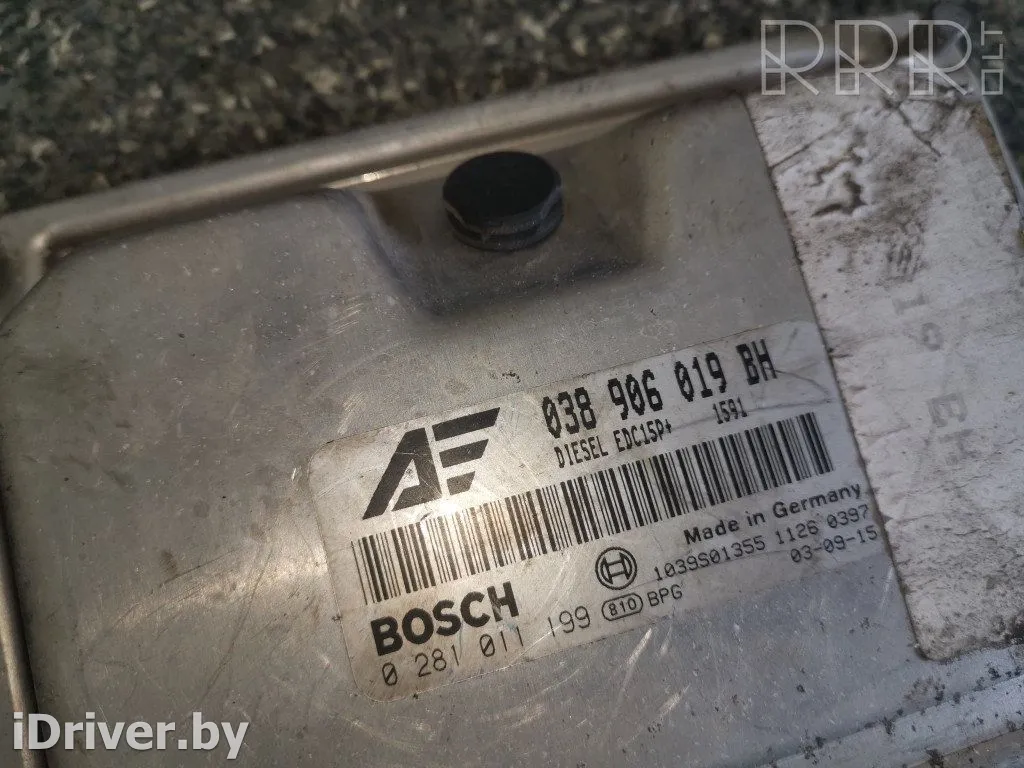 RRR.LT
AE 038 906 019 BH
DIESEL EDC15P+ 1591
Made in Germany
1039S01355 1126 0397
03-09-15
BOSCH
0 281 011 199 810 BPG
iDriver.by